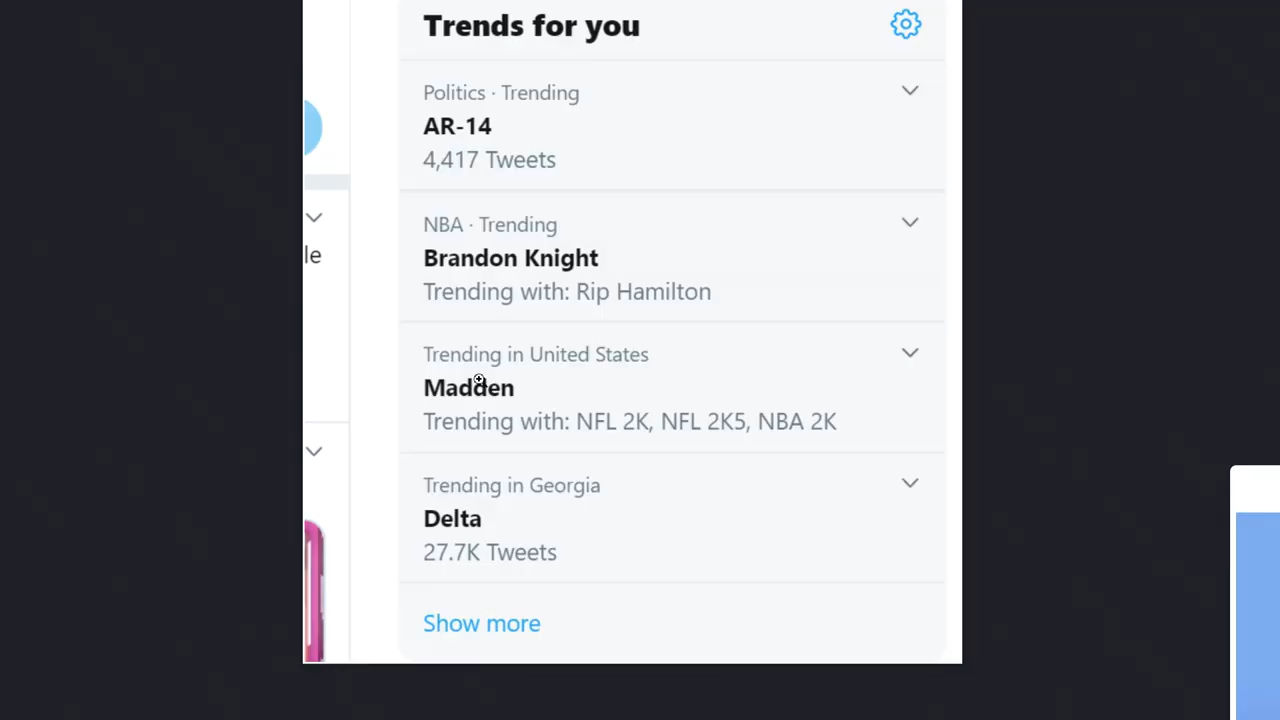 Trends for you
Politics · Trending
AR-14
4,417 Tweets
NBA · Trending
le
Brandon Knight
Trending with: Rip Hamilton
Trending in United States
Madden
Trending with: NFL 2K, NFL 2K5, NBA 2K
Trending in Georgia
Delta
27.7K Tweets
Show more